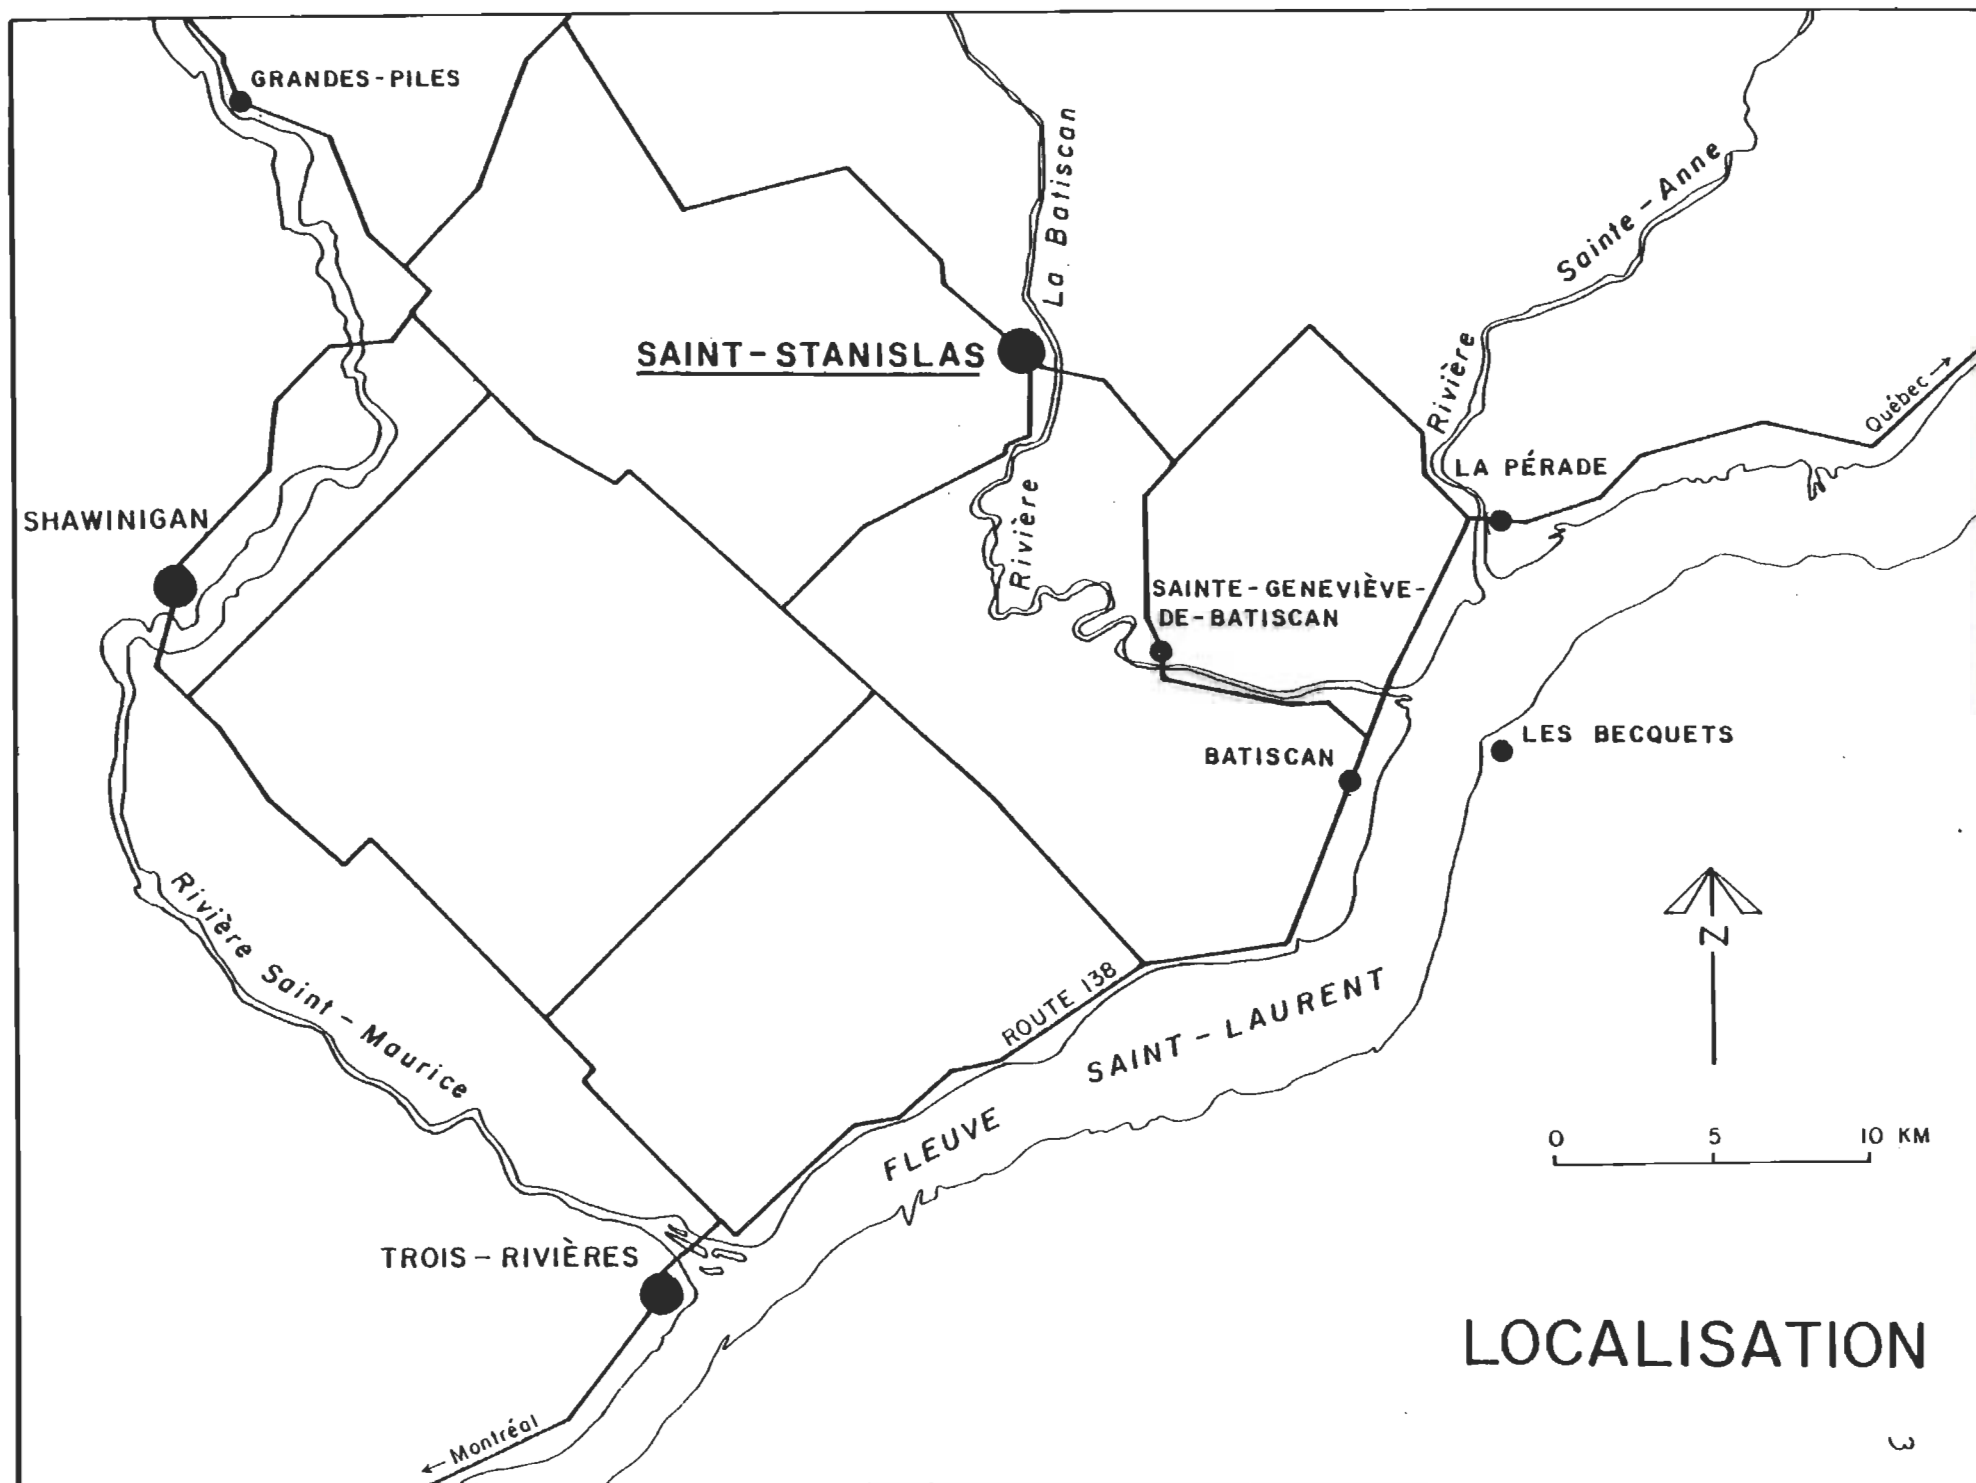 GRANDES-PILES
La Batiscan
Sainte-Anne
SAINT-STANISLAS
Rivière
Québec →
LA PÉRADE
SHAWINIGAN
Rivière
SAINTE-GENEVIÈVE-
DE-BATISCAN
LES BECQUETS
BATISCAN
Rivière Saint-Maurice
N
ROUTE 138
FLEUVE SAINT-LAURENT
0 5 10 KM
TROIS-RIVIÈRES
LOCALISATION
← Montréal
3